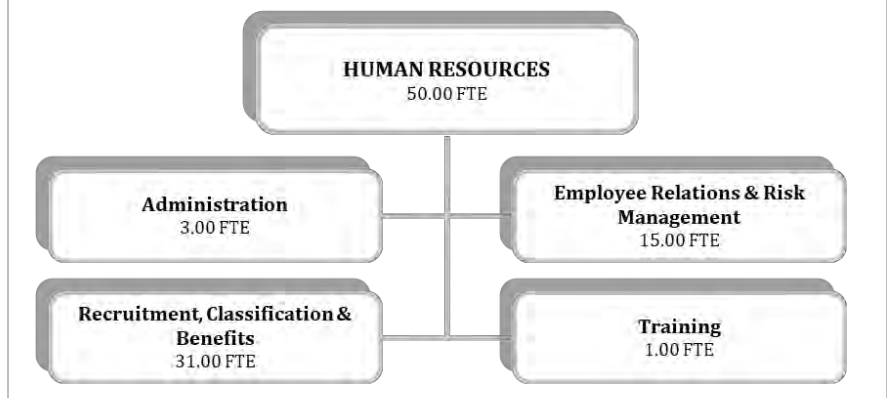 HUMAN RESOURCES
50.00 FTE
Administration
3.00 FTE
Employee Relations & Risk
Management
15.00 FTE
Recruitment, Classification &
Benefits
31.00 FTE
Training
1.00 FTE